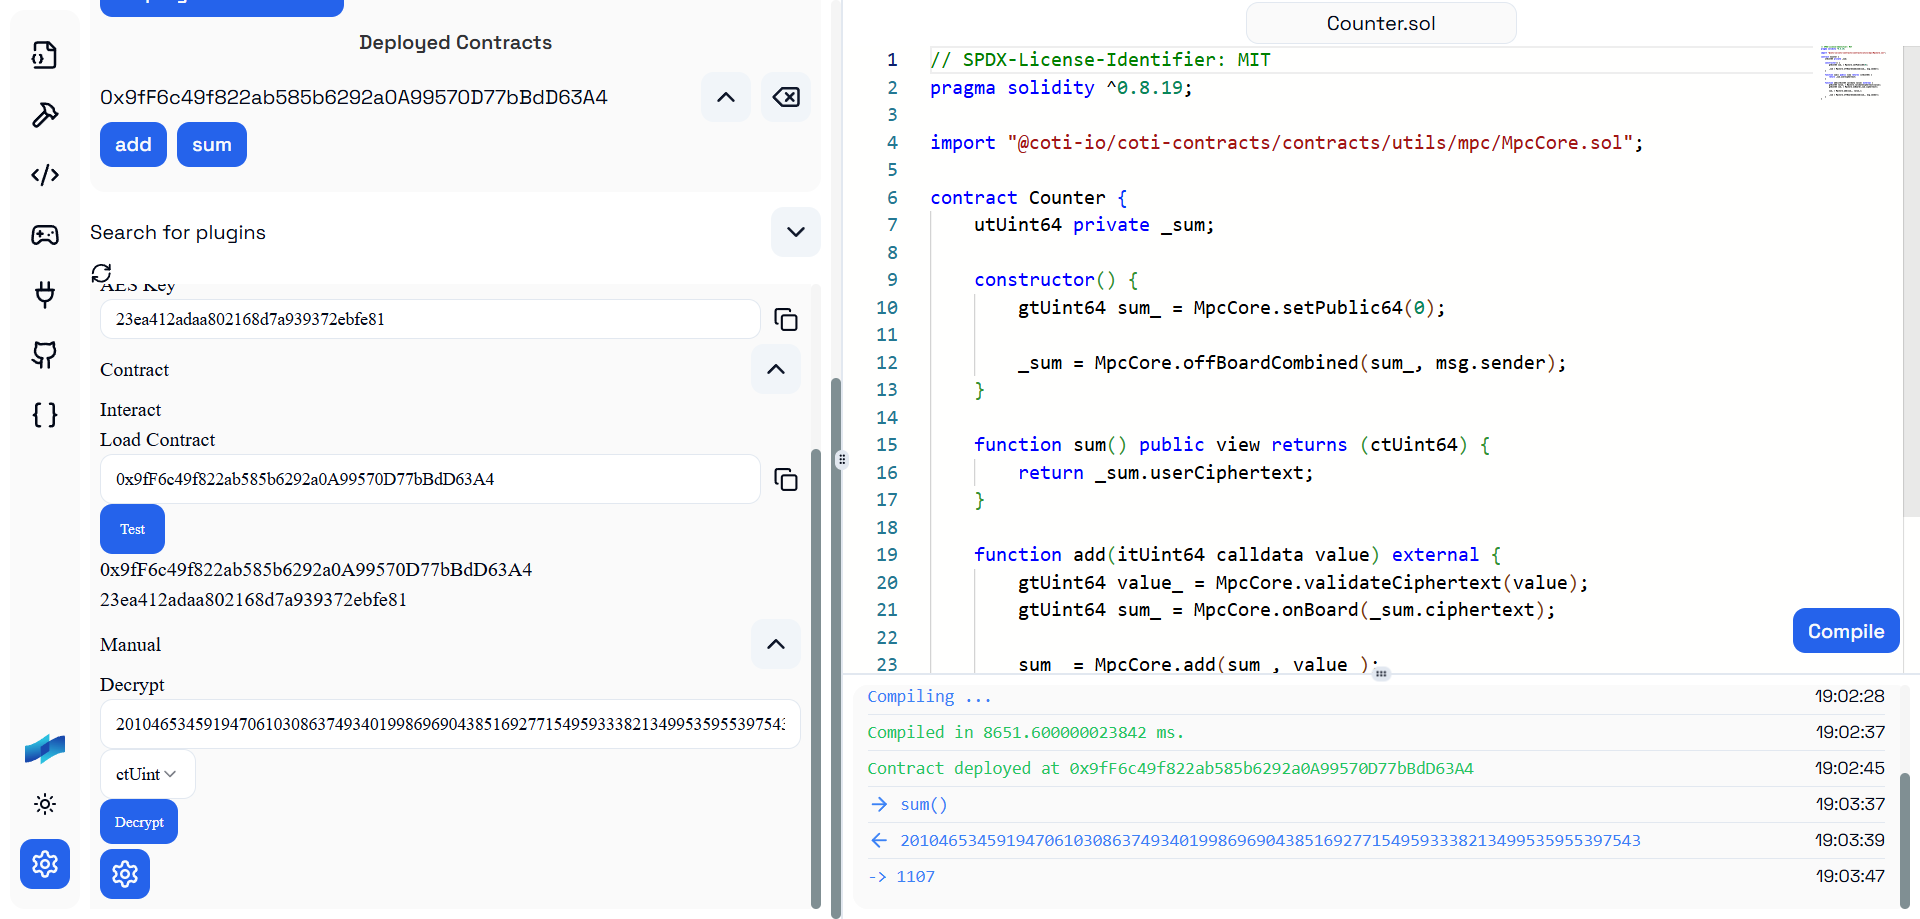 Deployed Contracts
0x9fF6c49f822ab585b6292a0A99570D77bBdD63A4
add
sum
Search for plugins
AES Key
23ea412adaa802168d7a939372ebfe81
Contract
Interact
Load Contract
0x9fF6c49f822ab585b6292a0A99570D77bBdD63A4
Test
0x9fF6c49f822ab585b6292a0A99570D77bBdD63A4
23ea412adaa802168d7a939372ebfe81
Manual
Decrypt
20104653459194706103086374934019986969043851692771549593338213499535955397543
ctUint
Decrypt
Counter.sol
1 // SPDX-License-Identifier: MIT
2 pragma solidity ^0.8.19;
3
4 import "@coti-io/coti-contracts/contracts/utils/mpc/MpcCore.sol";
5
6 contract Counter {
7 utUint64 private _sum;
8
9 constructor() {
10 gtUint64 sum_ = MpcCore.setPublic64(0);
11
12 _sum = MpcCore.offBoardCombined(sum_, msg.sender);
13 }
14
15 function sum() public view returns (ctUint64) {
16 return _sum.userCiphertext;
17 }
18
19 function add(itUint64 calldata value) external {
20 gtUint64 value_ = MpcCore.validateCiphertext(value);
21 gtUint64 sum_ = MpcCore.onBoard(_sum.ciphertext);
22
23 sum_ = MpcCore.add(sum_, value_);
Compile
Compiling ... 19:02:28
Compiled in 8651.600000023842 ms. 19:02:37
Contract deployed at 0x9fF6c49f822ab585b6292a0A99570D77bBdD63A4 19:02:45
→ sum() 19:03:37
← 20104653459194706103086374934019986969043851692771549593338213499535955397543 19:03:39
-> 1107 19:03:47